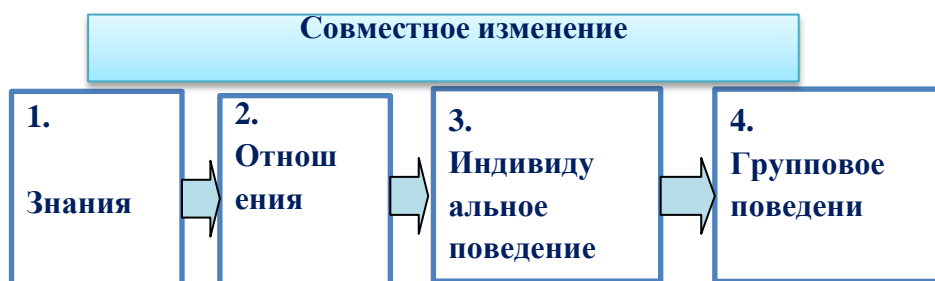 Совместное изменение
1.
Знания
2.
Отнош
ения
3.
Индивиду
альное
поведение
4.
Групповое
поведени